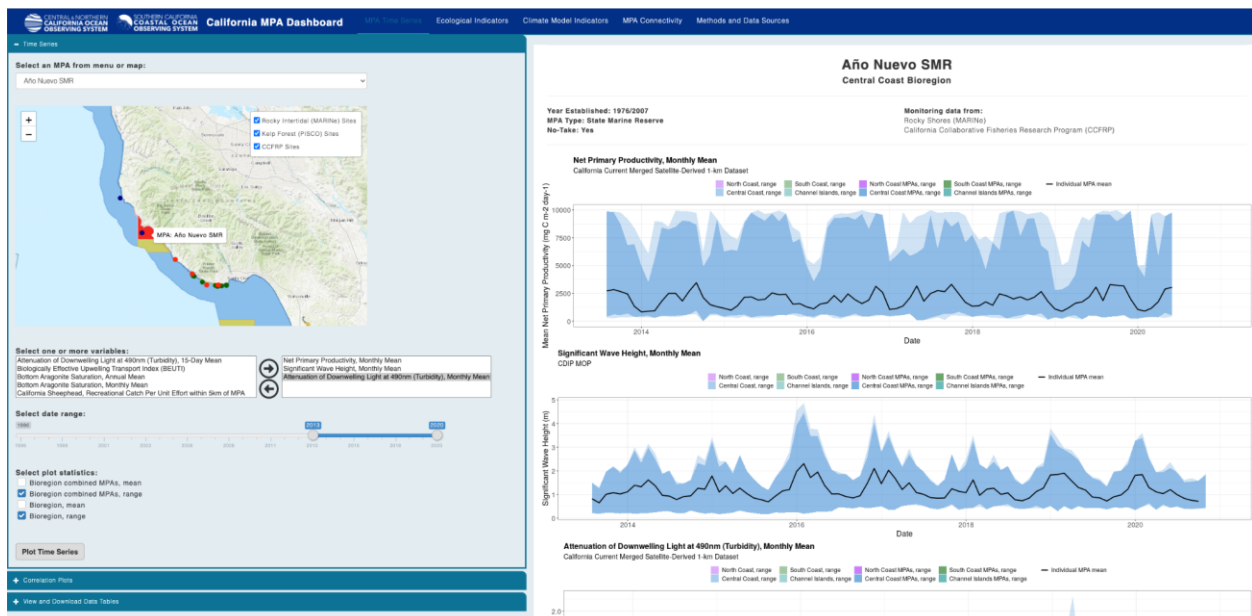 CENTRAL & NORTHERN
CALIFORNIA OCEAN
OBSERVING SYSTEM
SOUTHERN CALIFORNIA
COASTAL OCEAN
OBSERVING SYSTEM
California MPA Dashboard
MPA Time Series
Ecological Indicators
Climate Model Indicators
MPA Connectivity
Methods and Data Sources
Time Series
Select an MPA from menu or map:
Año Nuevo SMR
+
−
Rocky Intertidal (MARINe) Sites
Kelp Forest (PISCO) Sites
CCFRP Sites
MPA: Año Nuevo SMR
Select one or more variables:
Attenuation of Downwelling Light at 490nm (Turbidity), 15-Day Mean
Biologically Effective Upwelling Transport Index (BEUTI)
Bottom Aragonite Saturation, Annual Mean
Bottom Aragonite Saturation, Monthly Mean
California Sheephead, Recreational Catch Per Unit Effort within 5km of MPA
Net Primary Productivity, Monthly Mean
Significant Wave Height, Monthly Mean
Attenuation of Downwelling Light at 490nm (Turbidity), Monthly Mean
Select date range:
2013
2020
Select plot statistics:
Bioregion combined MPAs, mean
Bioregion combined MPAs, range
Bioregion, mean
Bioregion, range
Plot Time Series
+ Correlation Plots
+ View and Download Data Tables
Año Nuevo SMR
Central Coast Bioregion
Year Established: 1976/2007
MPA Type: State Marine Reserve
No-Take: Yes
Monitoring data from:
Rocky Shores (MARINe)
California Collaborative Fisheries Research Program (CCFRP)
Net Primary Productivity, Monthly Mean
California Current Merged Satellite-Derived 1-km Dataset
North Coast, range South Coast, range North Coast MPAs, range South Coast MPAs, range Individual MPA mean
Central Coast, range Channel Islands, range Central Coast MPAs, range Channel Islands MPAs, range
Mean Net Primary Productivity (mg C m-2 day-1)
10000
7500
5000
2500
0
2014 2016 2018 2020
Date
Significant Wave Height, Monthly Mean
CDIP MOP
North Coast, range South Coast, range North Coast MPAs, range South Coast MPAs, range Individual MPA mean
Central Coast, range Channel Islands, range Central Coast MPAs, range Channel Islands MPAs, range
Significant Wave Height (m)
5
4
3
2
1
0
2014 2016 2018 2020
Date
Attenuation of Downwelling Light at 490nm (Turbidity), Monthly Mean
California Current Merged Satellite-Derived 1-km Dataset
North Coast, range South Coast, range North Coast MPAs, range South Coast MPAs, range Individual MPA mean
Central Coast, range Channel Islands, range Central Coast MPAs, range Channel Islands MPAs, range
2.0